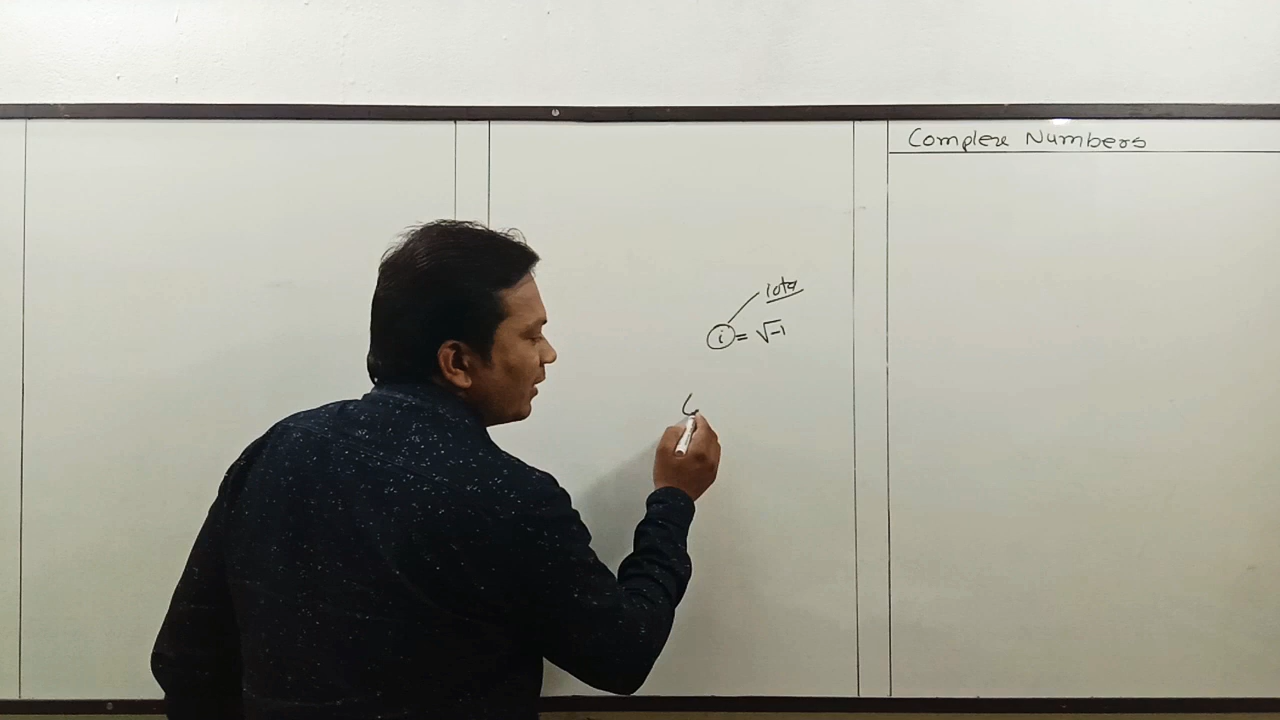 Complex Numbers
iota
i = √-1